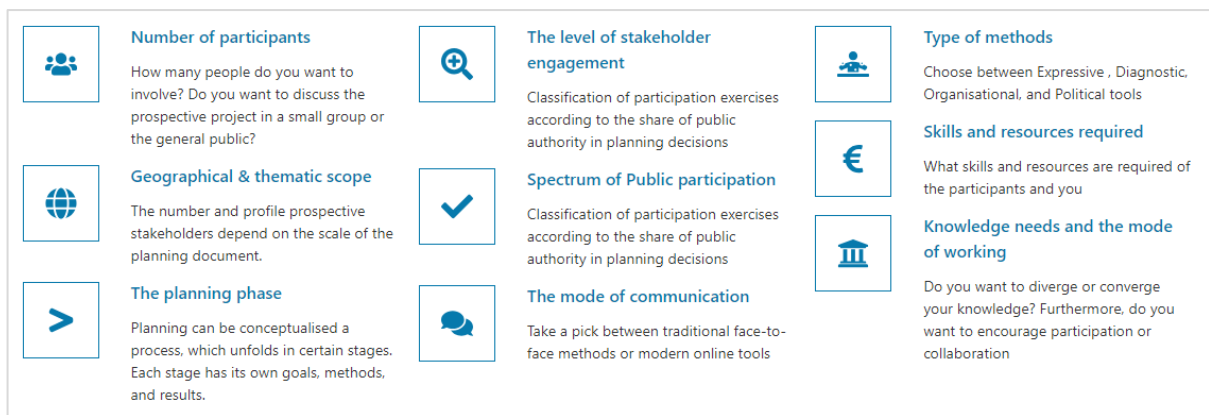 Number of participants
How many people do you want to
involve? Do you want to discuss the
prospective project in a small group or
the general public?
Geographical & thematic scope
The number and profile prospective
stakeholders depend on the scale of the
planning document.
The planning phase
Planning can be conceptualised a
process, which unfolds in certain stages.
Each stage has its own goals, methods,
and results.
The level of stakeholder
engagement
Classification of participation exercises
according to the share of public
authority in planning decisions
Spectrum of Public participation
Classification of participation exercises
according to the share of public
authority in planning decisions
The mode of communication
Take a pick between traditional face-to-
face methods or modern online tools
Type of methods
Choose between Expressive , Diagnostic,
Organisational, and Political tools
Skills and resources required
What skills and resources are required of
the participants and you
Knowledge needs and the mode
of working
Do you want to diverge or converge
your knowledge? Furthermore, do you
want to encourage participation or
collaboration